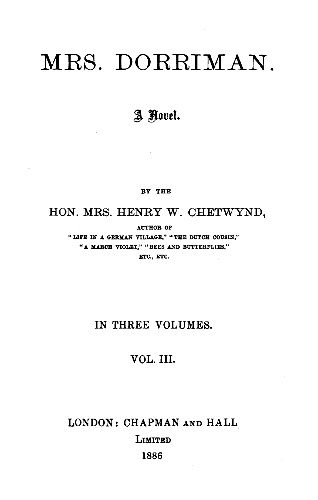 MRS. DORRIMAN.
A Novel.
BY THE
HON. MRS. HENRY W. CHETWYND,
AUTHOR OF
"LIFE IN A GERMAN VILLAGE," "THE DUTCH COUSIN,"
"A MARCH VIOLET," "BEES AND BUTTERFLIES."
ETC., ETC.
IN THREE VOLUMES.
VOL. III.
LONDON: CHAPMAN AND HALL
LIMITED
1886